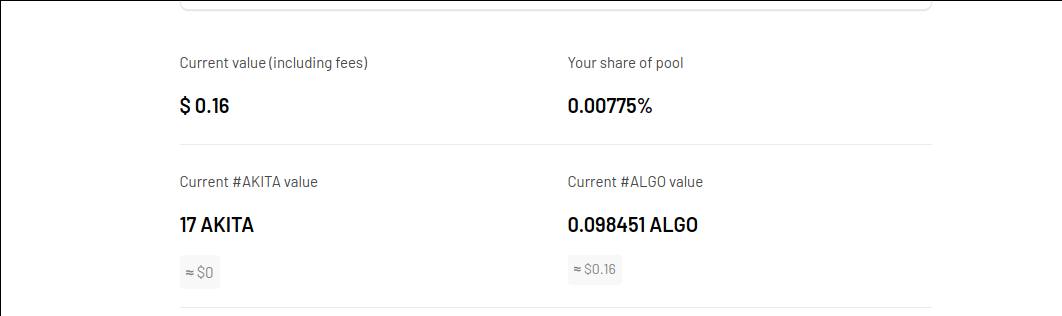 Current value (including fees)
Your share of pool
$ 0.16
0.00775%
Current #AKITA value
Current #ALGO value
17 AKITA
0.098451 ALGO
≈ $0
≈ $0.16